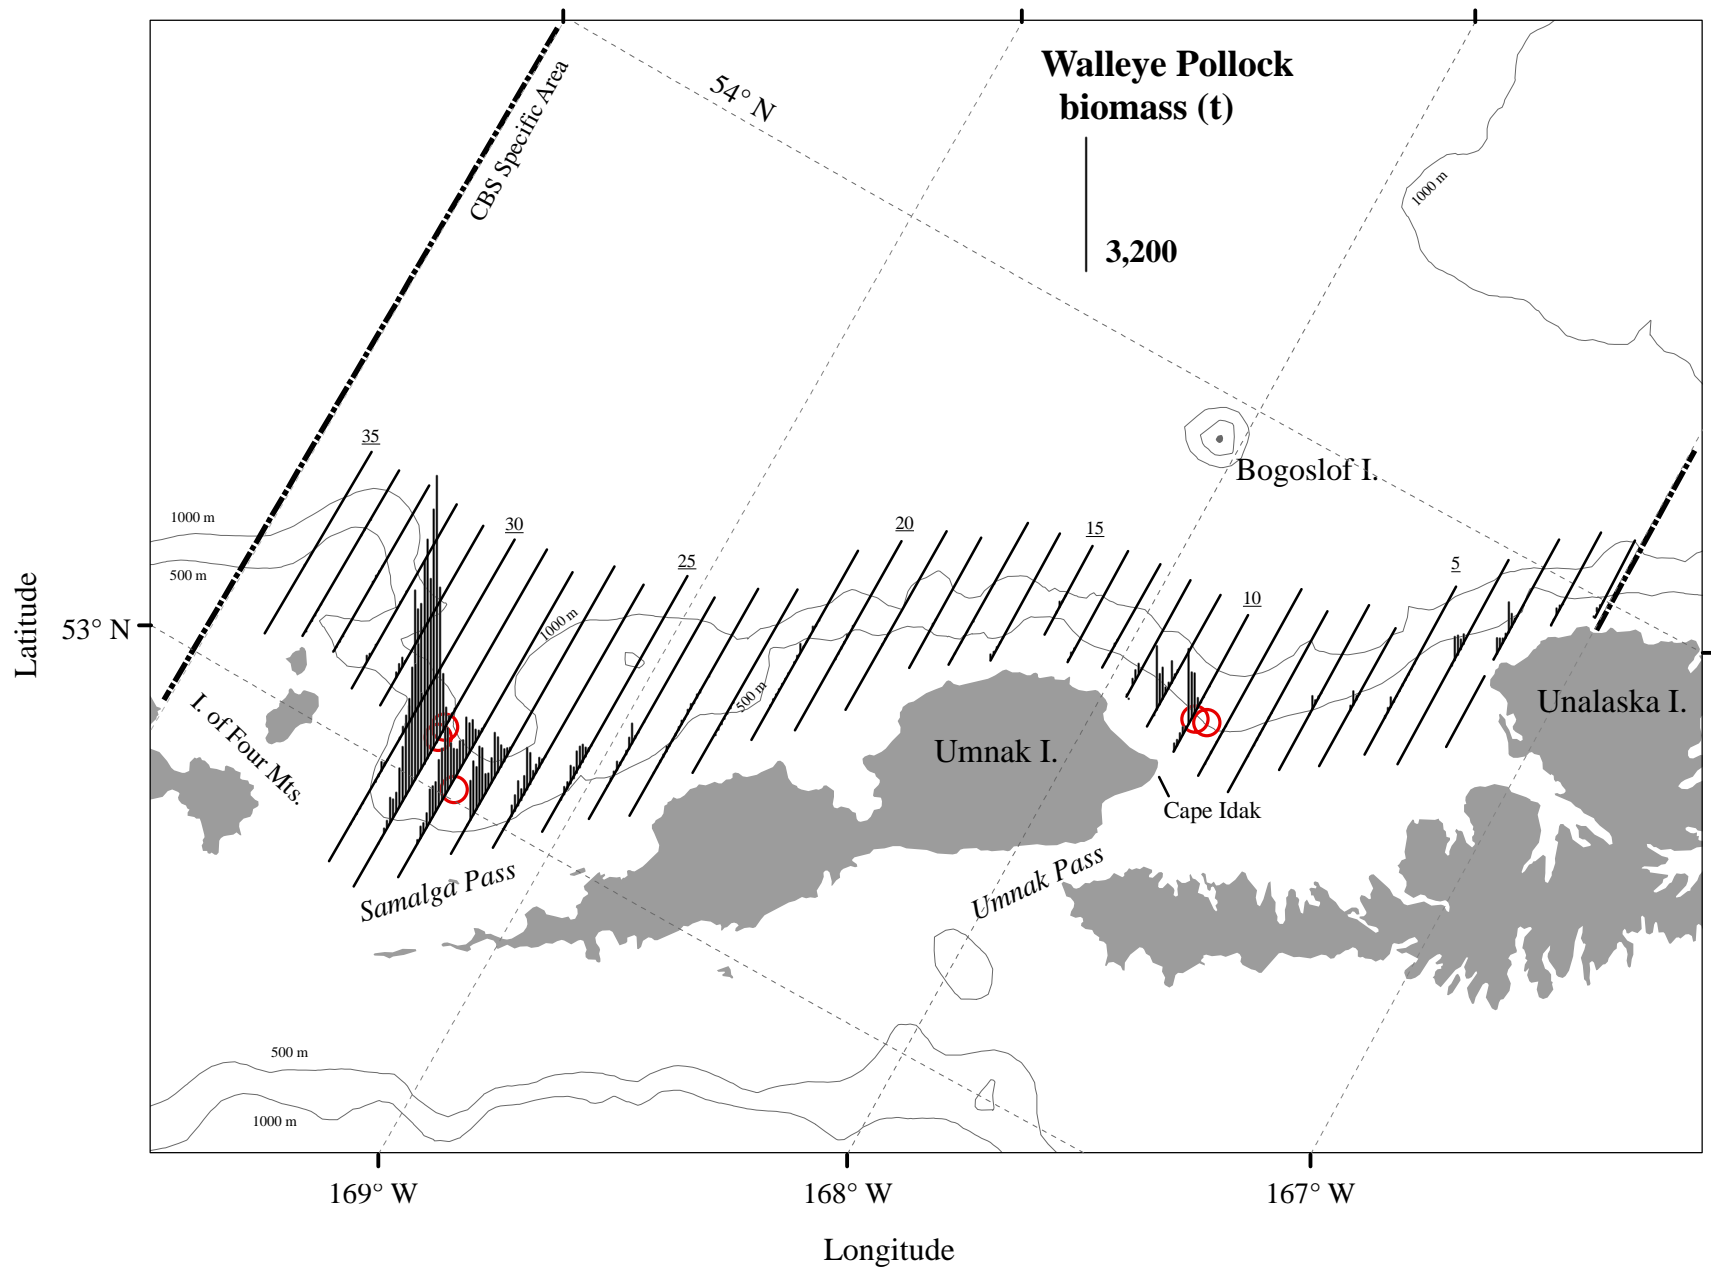 Walleye Pollock
biomass (t)
3,200
54° N
CBS Specific Area
1000 m
35
30
25
20
15
10
5
1000 m
500 m
1000 m
500 m
Bogoslof I.
53° N
Latitude
I. of Four Mts.
Umnak I.
Unalaska I.
Cape Idak
Samalga Pass
Umnak Pass
500 m
1000 m
169° W
168° W
167° W
Longitude